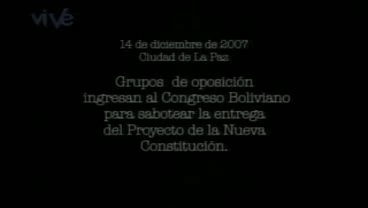 vive
14 de diciembre de 2007
Ciudad de La Paz
Grupos de oposición
ingresan al Congreso Boliviano
para sabotear la entrega
del Proyecto de la Nueva
Constitución.